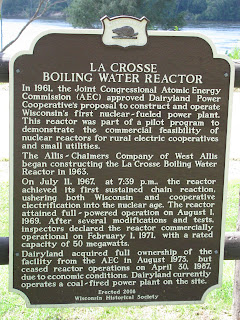 LA CROSSE
BOILING WATER REACTOR
In 1961, the Joint Congressional Atomic Energy
Commission (AEC) approved Dairyland Power
Cooperative's proposal to construct and operate
Wisconsin's first nuclear-fueled power plant.
This reactor was part of a pilot program to
demonstrate the commercial feasibility of
nuclear reactors for rural electric cooperatives
and small utilities.
The Allis-Chalmers Company of West Allis
began constructing the La Crosse Boiling Water
Reactor in 1963.
On July 11, 1967, at 7:39 p.m., the reactor
achieved its first sustained chain reaction,
ushering both Wisconsin and cooperative
electrification into the nuclear age. The reactor
attained full-powered operation on August 1,
1969. After several modifications and tests,
inspectors declared the reactor commercially
operational on February 1, 1971, with a rated
capacity of 50 megawatts.
Dairyland acquired full ownership of the
facility from the AEC in August 1973, but
ceased reactor operations on April 30, 1987,
due to economic conditions. Dairyland currently
operates a coal-fired power plant on the site.
Erected 2006
Wisconsin Historical Society